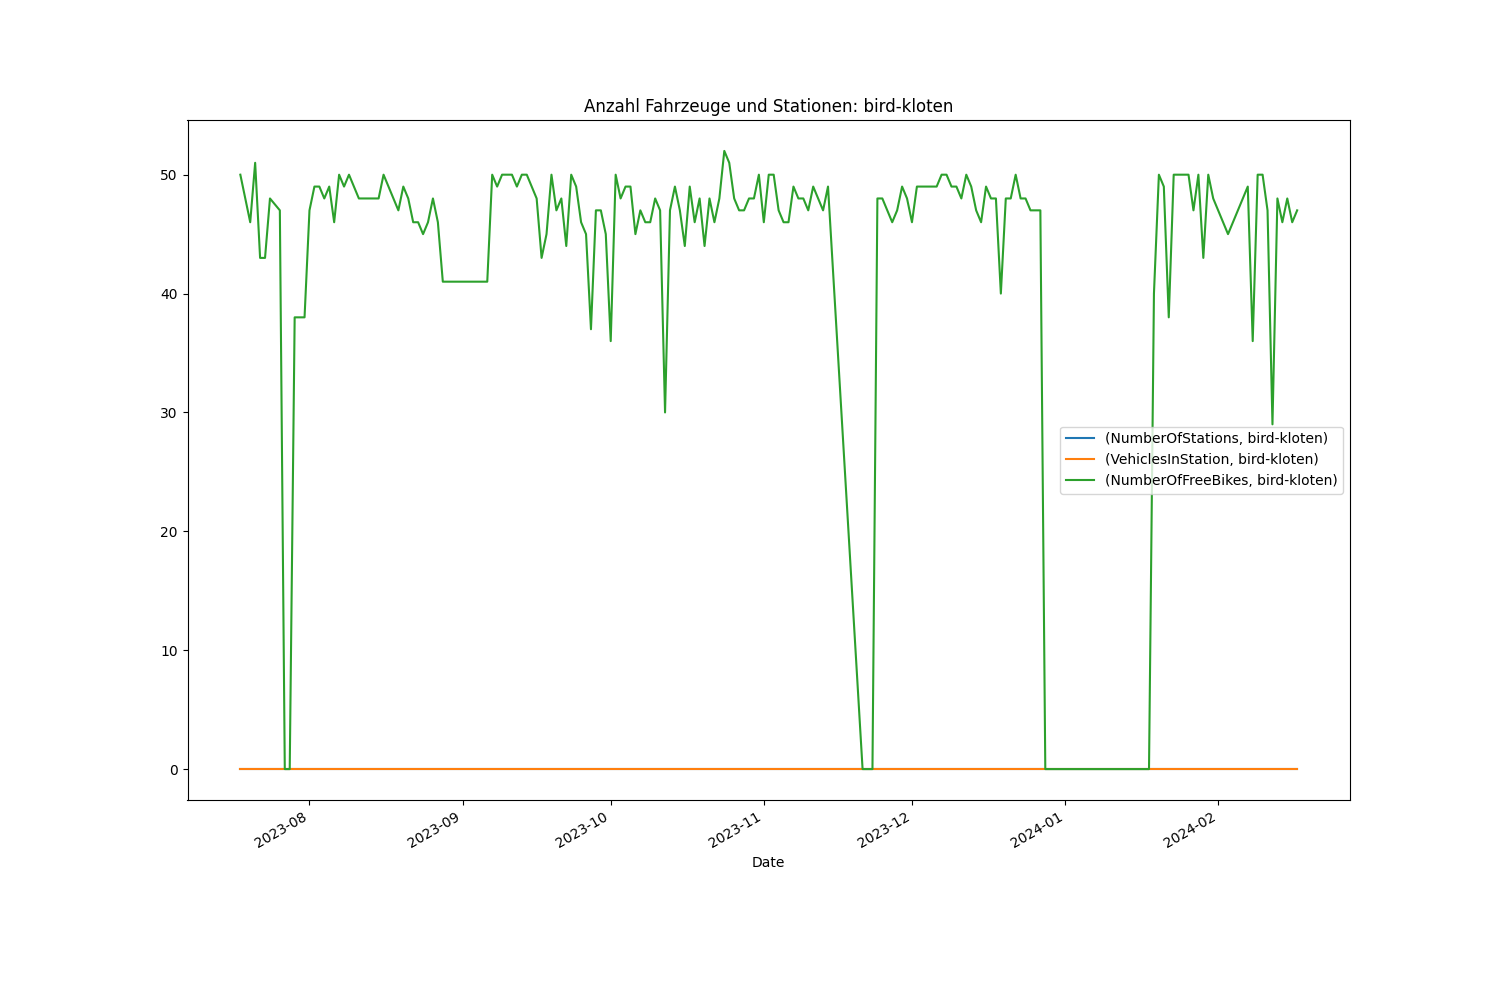 Anzahl Fahrzeuge und Stationen: bird-kloten
50
40
30
20
10
0
(NumberOfStations, bird-kloten)
(VehiclesInStation, bird-kloten)
(NumberOfFreeBikes, bird-kloten)
2023-08
2023-09
2023-10
2023-11
2023-12
2024-01
2024-02
Date